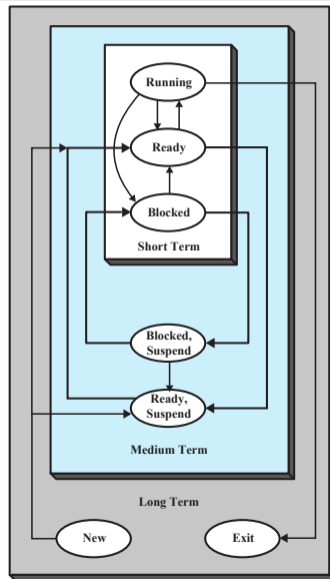 Running
Ready
Blocked
Short Term
Blocked,
Suspend
Ready,
Suspend
Medium Term
Long Term
New
Exit